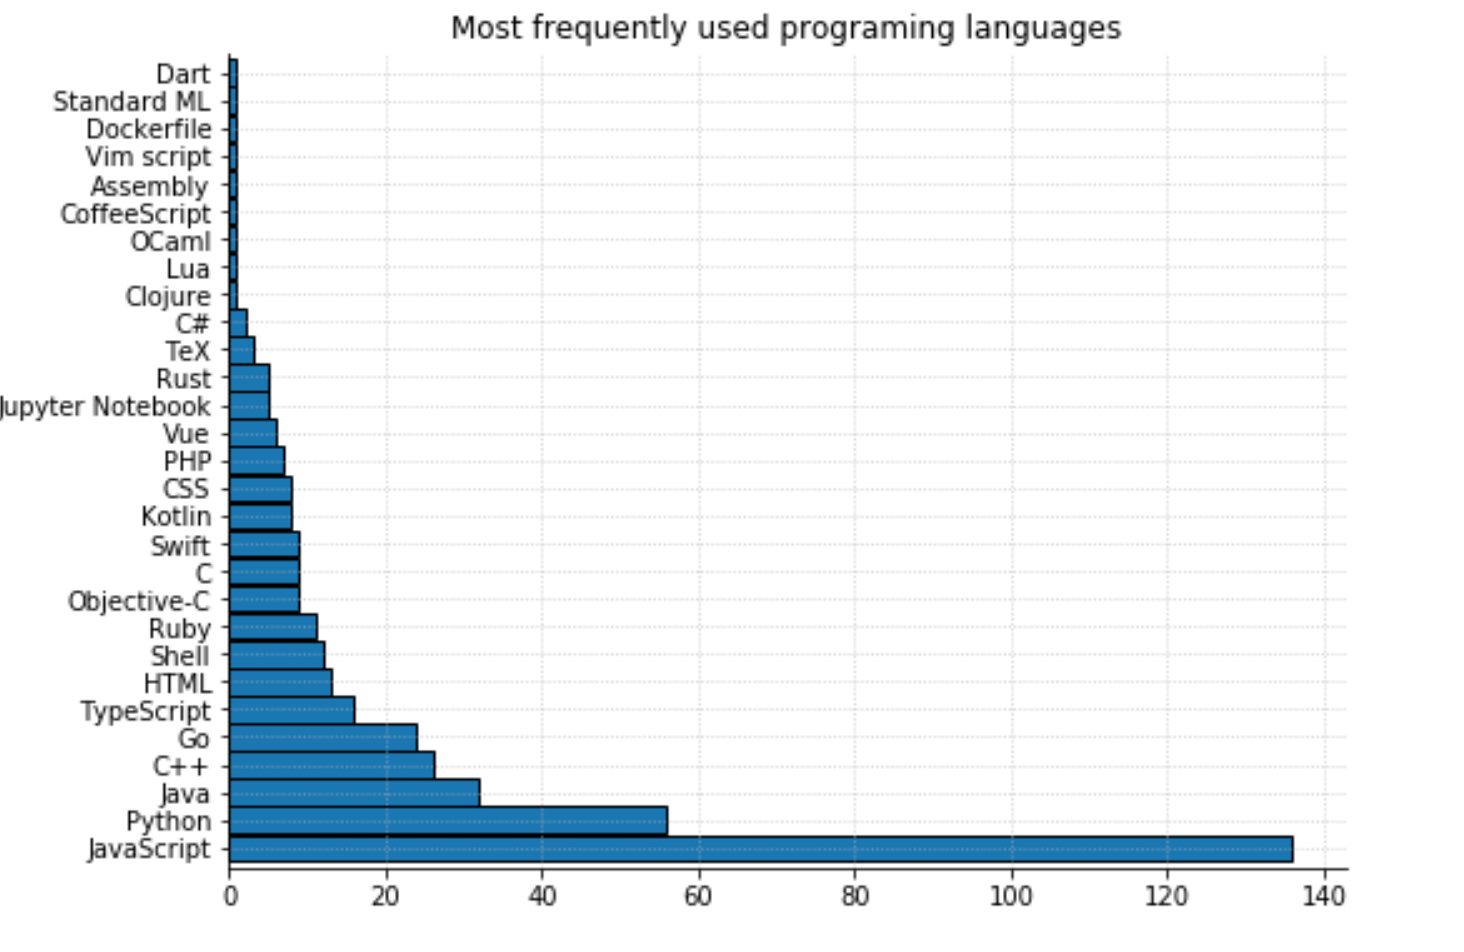 Most frequently used programing languages
Dart
Standard ML
Dockerfile
Vim script
Assembly
CoffeeScript
OCaml
Lua
Clojure
C#
TeX
Rust
Jupyter Notebook
Vue
PHP
CSS
Kotlin
Swift
C
Objective-C
Ruby
Shell
HTML
TypeScript
Go
C++
Java
Python
JavaScript
0 20 40 60 80 100 120 140